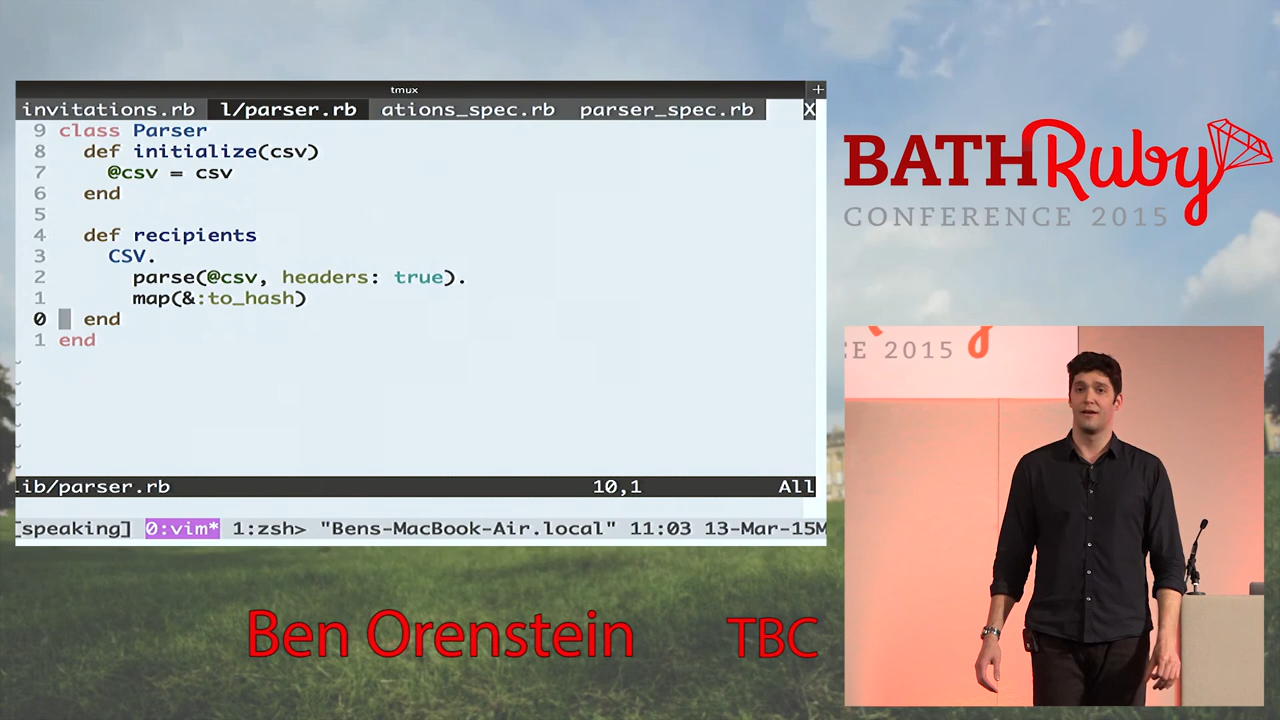 tmux +
invitations.rb l/parser.rb ations_spec.rb parser_spec.rb X
9 class Parser
8 def initialize(csv)
7 @csv = csv
6 end
5
4 def recipients
3 CSV.
2 parse(@csv, headers: true).
1 map(&:to_hash)
0 end
1 end
~
~
~
~
~
~
lib/parser.rb 10,1 All
[speaking] 0:vim* 1:zsh> "Bens-MacBook-Air.local" 11:03 13-Mar-15
BATHRuby
CONFERENCE 2015
CE 2015
Ben Orenstein TBC